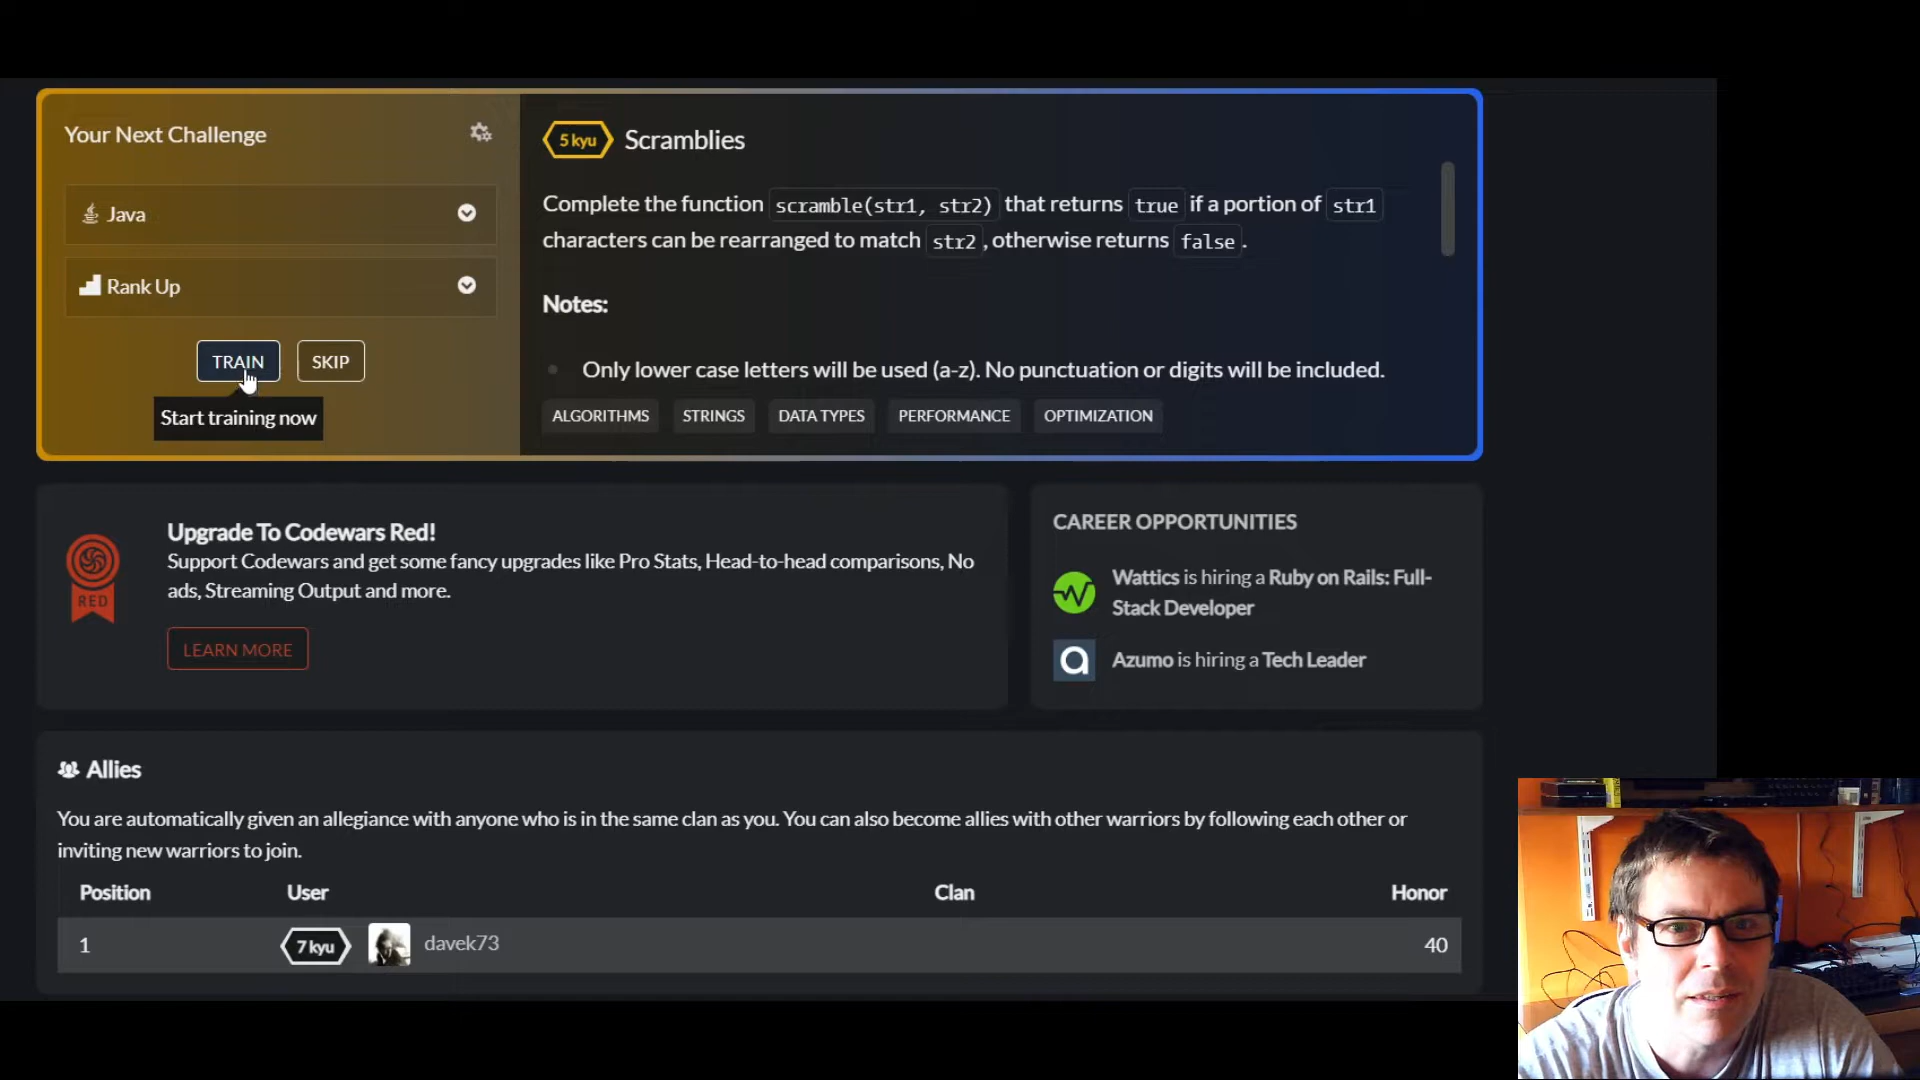 Your Next Challenge
Java
Rank Up
TRAIN
SKIP
Start training now
5 kyu
Scramblies
Complete the function scramble(str1, str2) that returns true if a portion of str1
characters can be rearranged to match str2, otherwise returns false.
Notes:
Only lower case letters will be used (a-z). No punctuation or digits will be included.
ALGORITHMS STRINGS DATA TYPES PERFORMANCE OPTIMIZATION
RED
Upgrade To Codewars Red!
Support Codewars and get some fancy upgrades like Pro Stats, Head-to-head comparisons, No
ads, Streaming Output and more.
LEARN MORE
CAREER OPPORTUNITIES
Wattics is hiring a Ruby on Rails: Full-
Stack Developer
Azumo is hiring a Tech Leader
Allies
You are automatically given an allegiance with anyone who is in the same clan as you. You can also become allies with other warriors by following each other or
inviting new warriors to join.
Position User Clan Honor
1 7 kyu davek73 40